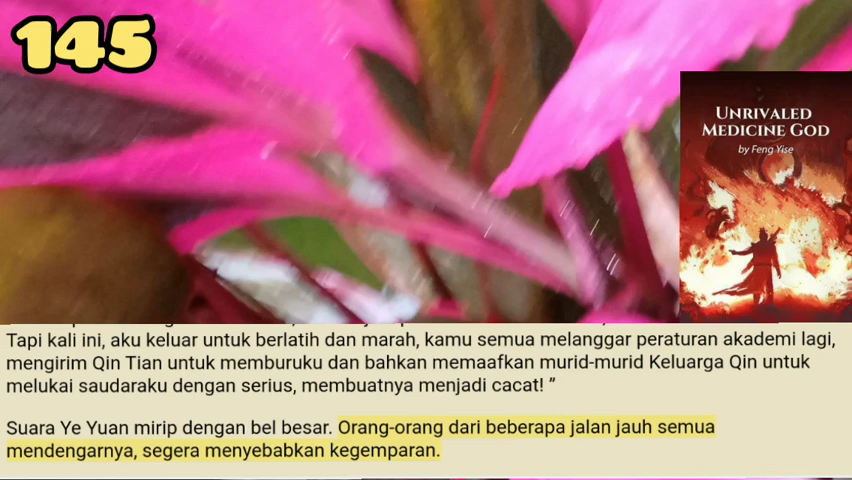 145
UNRIVALED
MEDICINE GOD
by Feng Yise
Tapi kali ini, aku keluar untuk berlatih dan marah, kamu semua melanggar peraturan akademi lagi,
mengirim Qin Tian untuk memburuku dan bahkan memaafkan murid-murid Keluarga Qin untuk
melukai saudaraku dengan serius, membuatnya menjadi cacat! ”
Suara Ye Yuan mirip dengan bel besar. Orang-orang dari beberapa jalan jauh semua
mendengarnya, segera menyebabkan kegemparan.